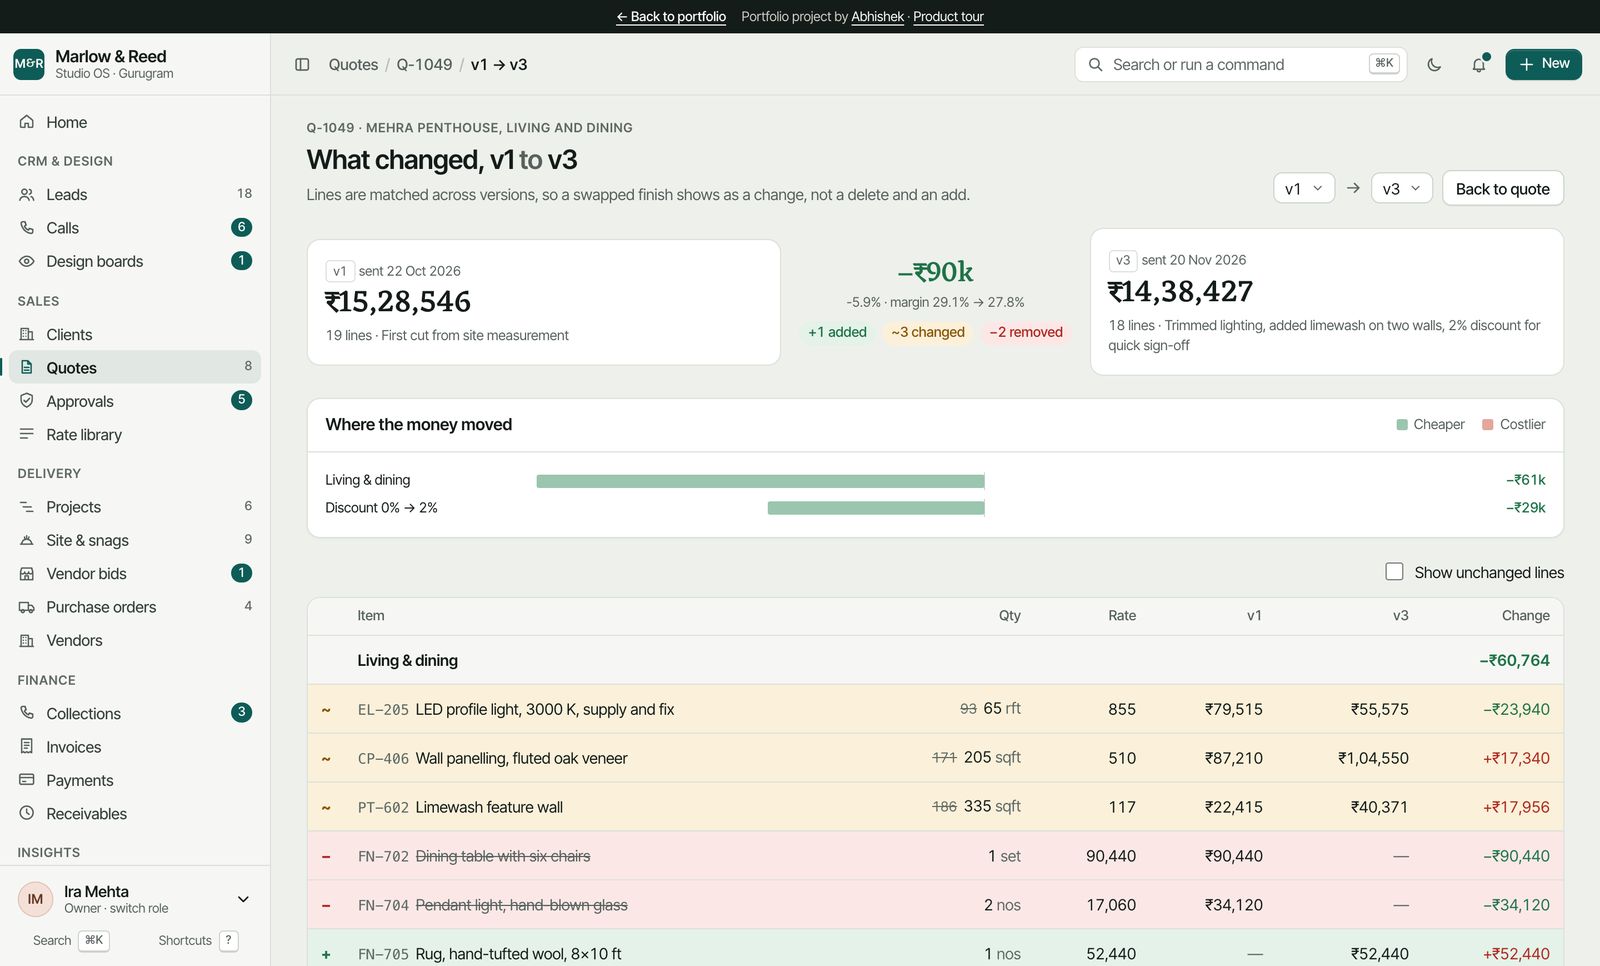 ← Back to portfolio Portfolio project by Abhishek · Product tour
M&R Marlow & Reed
Studio OS · Gurugram
Home
CRM & DESIGN
Leads 18
Calls 6
Design boards 1
SALES
Clients
Quotes 8
Approvals 5
Rate library
DELIVERY
Projects 6
Site & snags 9
Vendor bids 1
Purchase orders 4
Vendors
FINANCE
Collections 3
Invoices
Payments
Receivables
INSIGHTS
IM Ira Mehta
Owner · switch role
Search ⌘K Shortcuts ?
Quotes / Q-1049 / v1 → v3
Search or run a command ⌘K
+ New
Q-1049 · MEHRA PENTHOUSE, LIVING AND DINING
What changed, v1 to v3
Lines are matched across versions, so a swapped finish shows as a change, not a delete and an add.
v1 → v3 Back to quote
v1 sent 22 Oct 2026
₹15,28,546
19 lines · First cut from site measurement
−₹90k
-5.9% · margin 29.1% → 27.8%
+1 added ~3 changed −2 removed
v3 sent 20 Nov 2026
₹14,38,427
18 lines · Trimmed lighting, added limewash on two walls, 2% discount for
quick sign-off
Where the money moved Cheaper Costlier
Living & dining −₹61k
Discount 0% → 2% −₹29k
Show unchanged lines
Item Qty Rate v1 v3 Change
Living & dining −₹60,764
~ EL-205 LED profile light, 3000 K, supply and fix 93 65 rft 855 ₹79,515 ₹55,575 −₹23,940
~ CP-406 Wall panelling, fluted oak veneer 171 205 sqft 510 ₹87,210 ₹1,04,550 +₹17,340
~ PT-602 Limewash feature wall 186 335 sqft 117 ₹22,415 ₹40,371 +₹17,956
− FN-702 Dining table with six chairs 1 set 90,440 ₹90,440 — −₹90,440
− FN-704 Pendant light, hand-blown glass 2 nos 17,060 ₹34,120 — −₹34,120
+ FN-705 Rug, hand-tufted wool, 8×10 ft 1 nos 52,440 — ₹52,440 +₹52,440